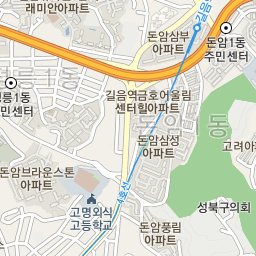 래미안아파트
돈암삼부
아파트
길음
돈암1동
주민센터
릉1동
민센터
길음역금호어울림
센터힐아파트
돈암삼성
아파트
고려아
돈암브라운스톤
아파트
4호선
고명외식
고등학교
성북구의회
돈암풍림
아파트